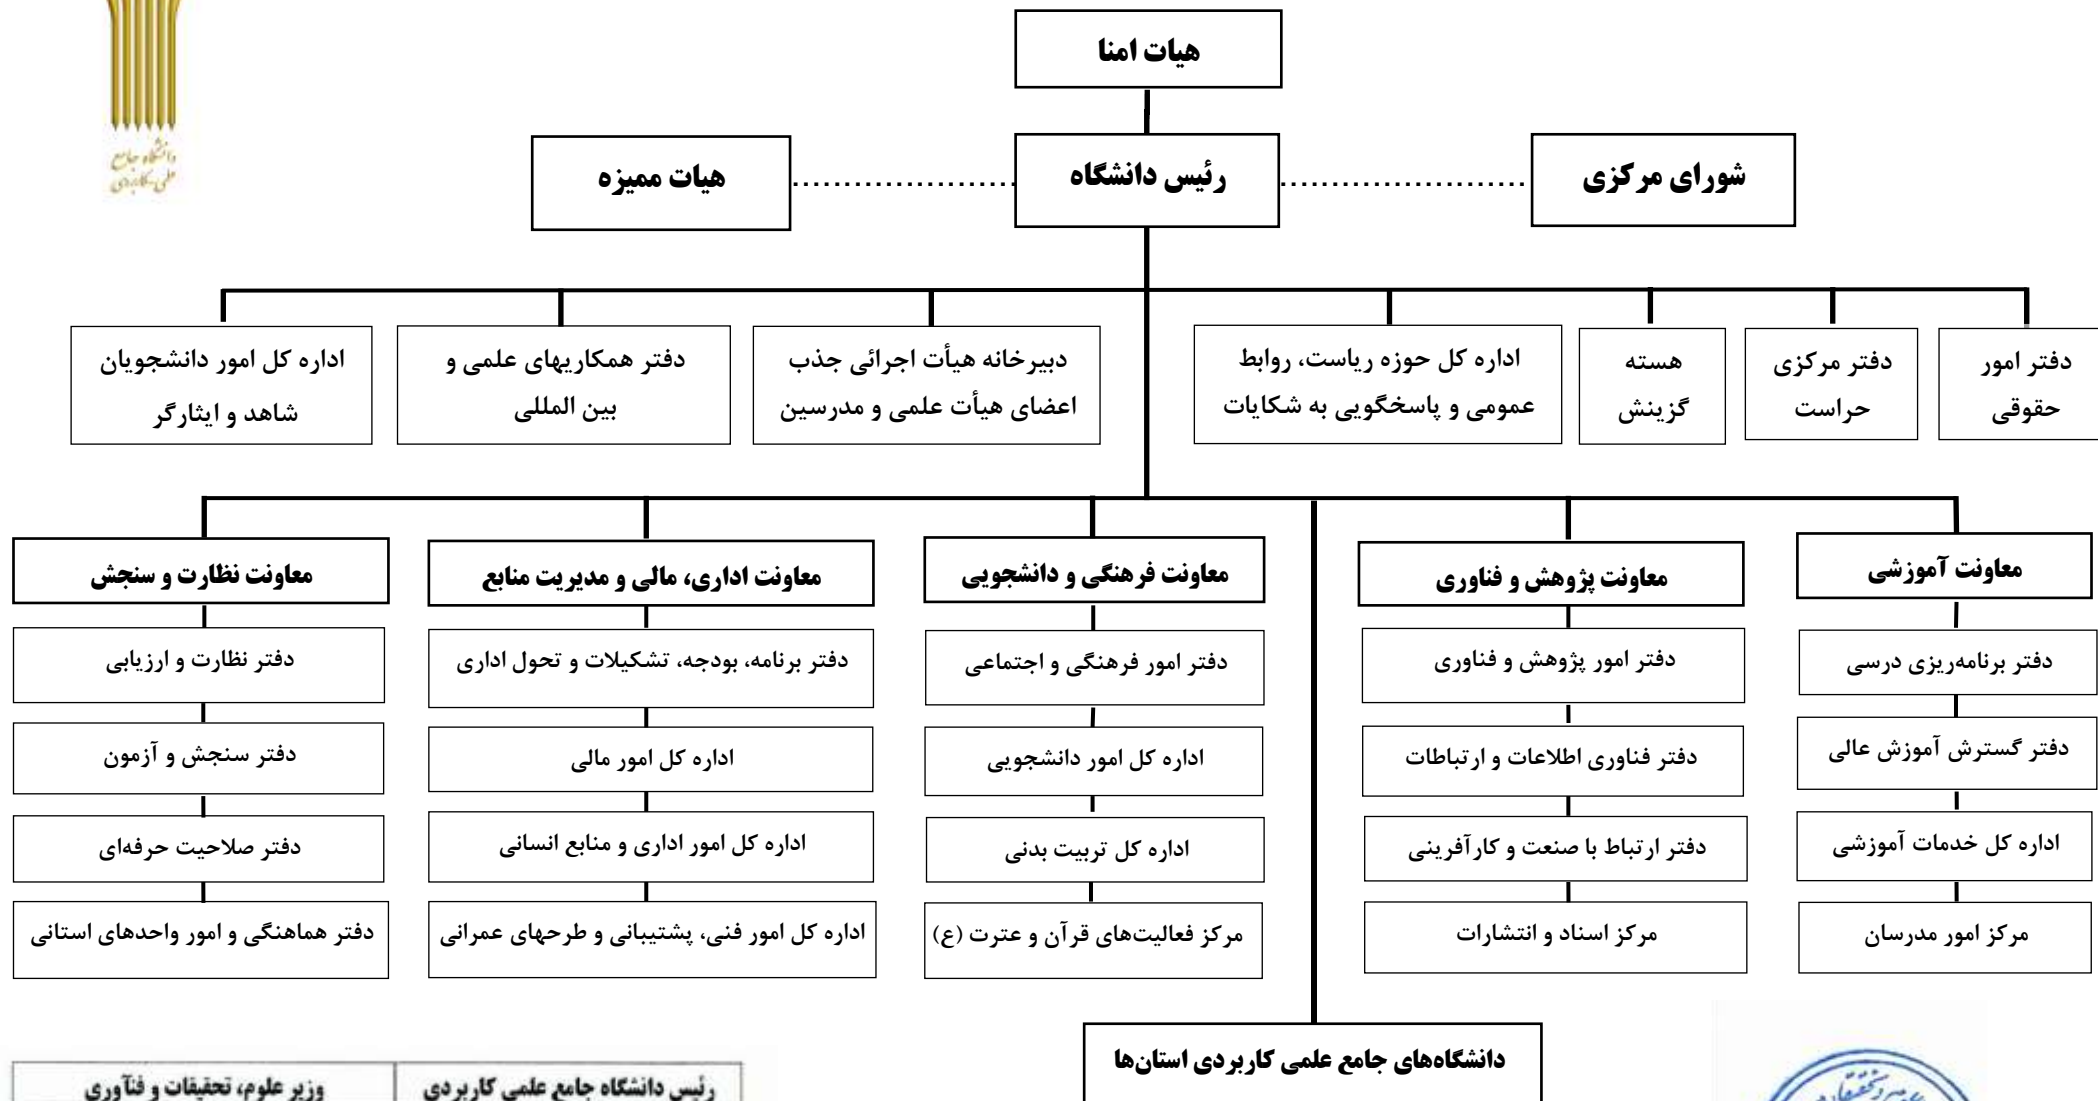 دانشگاه جامع
علمی-کاربردی
هیات امنا
شورای مرکزی
رئیس دانشگاه
هیات ممیزه
دفتر امور
حقوقی
دفتر مرکزی
حراست
هسته
گزینش
اداره کل حوزه ریاست، روابط
عمومی و پاسخگویی به شکایات
دبیرخانه هیأت اجرائی جذب
اعضای هیأت علمی و مدرسین
دفتر همکاریهای علمی و
بین المللی
اداره کل امور دانشجویان
شاهد و ایثارگر
معاونت آموزشی
دفتر برنامه‌ریزی درسی
دفتر گسترش آموزش عالی
اداره کل خدمات آموزشی
مرکز امور مدرسان
معاونت پژوهش و فناوری
دفتر امور پژوهش و فناوری
دفتر فناوری اطلاعات و ارتباطات
دفتر ارتباط با صنعت و کارآفرینی
مرکز اسناد و انتشارات
معاونت فرهنگی و دانشجویی
دفتر امور فرهنگی و اجتماعی
اداره کل امور دانشجویی
اداره کل تربیت بدنی
مرکز فعالیت‌های قرآن و عترت (ع)
معاونت اداری، مالی و مدیریت منابع
دفتر برنامه، بودجه، تشکیلات و تحول اداری
اداره کل امور مالی
اداره کل امور اداری و منابع انسانی
اداره کل امور فنی، پشتیبانی و طرحهای عمرانی
معاونت نظارت و سنجش
دفتر نظارت و ارزیابی
دفتر سنجش و آزمون
دفتر صلاحیت حرفه‌ای
دفتر هماهنگی و امور واحدهای استانی
دانشگاه‌های جامع علمی کاربردی استان‌ها
رئیس دانشگاه جامع علمی کاربردی
وزیر علوم، تحقیقات و فنآوری